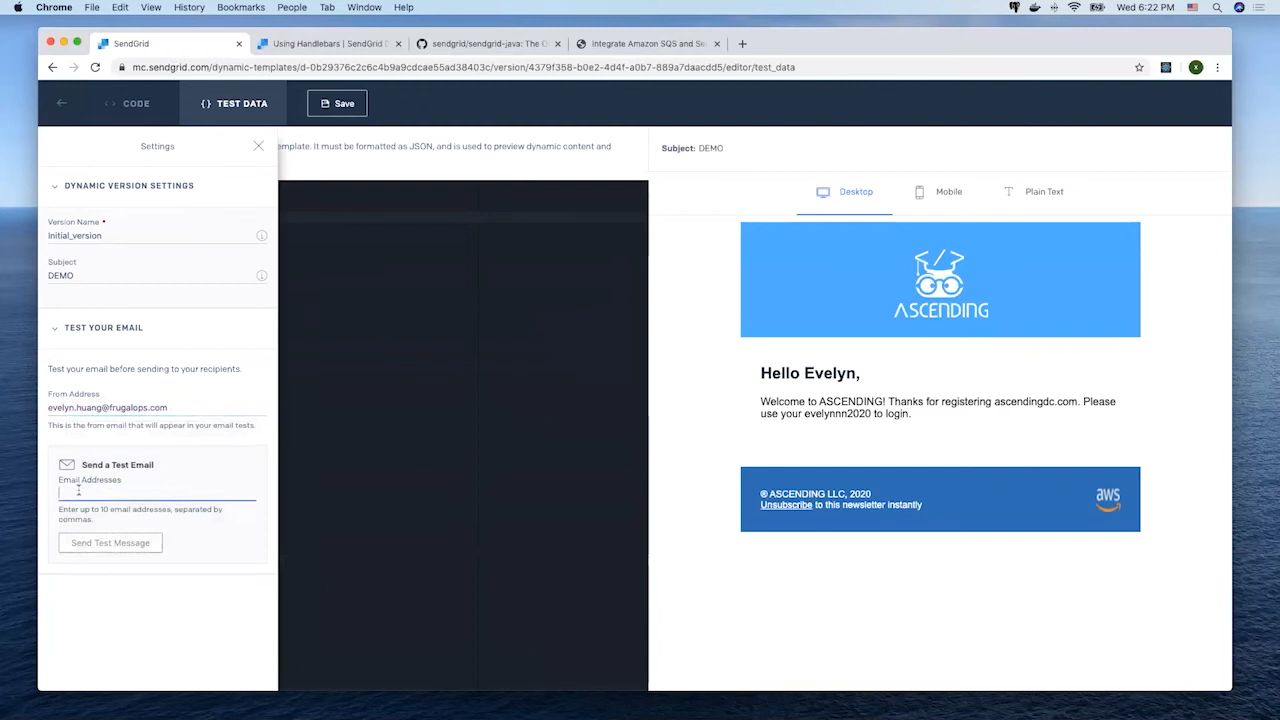 Chrome File Edit View History Bookmarks People Tab Window Help
Wed 6:22 PM
SendGrid
Using Handlebars | SendGrid D
sendgrid/sendgrid-java: The O
Integrate Amazon SQS and Se
mc.sendgrid.com/dynamic-templates/d-0b29376c2c6c4b9a9cdcae55ad38403c/version/4379f358-b0e2-4d4f-a0b7-889a7daacdd5/editor/test_data
X
<> CODE
{} TEST DATA
Save
Settings
emplate. It must be formatted as JSON, and is used to preview dynamic content and
Subject: DEMO
DYNAMIC VERSION SETTINGS
Desktop
Mobile
Plain Text
Version Name •
Initial_version
Subject
DEMO
TEST YOUR EMAIL
Test your email before sending to your recipients.
From Address
evelyn.huang@frugalops.com
This is the from email that will appear in your email tests.
Send a Test Email
Email Addresses
Enter up to 10 email addresses, separated by
commas.
Send Test Message
ASCENDING
Hello Evelyn,
Welcome to ASCENDING! Thanks for registering ascendingdc.com. Please
use your evelynnn2020 to login.
® ASCENDING LLC, 2020
Unsubscribe to this newsletter instantly
aws